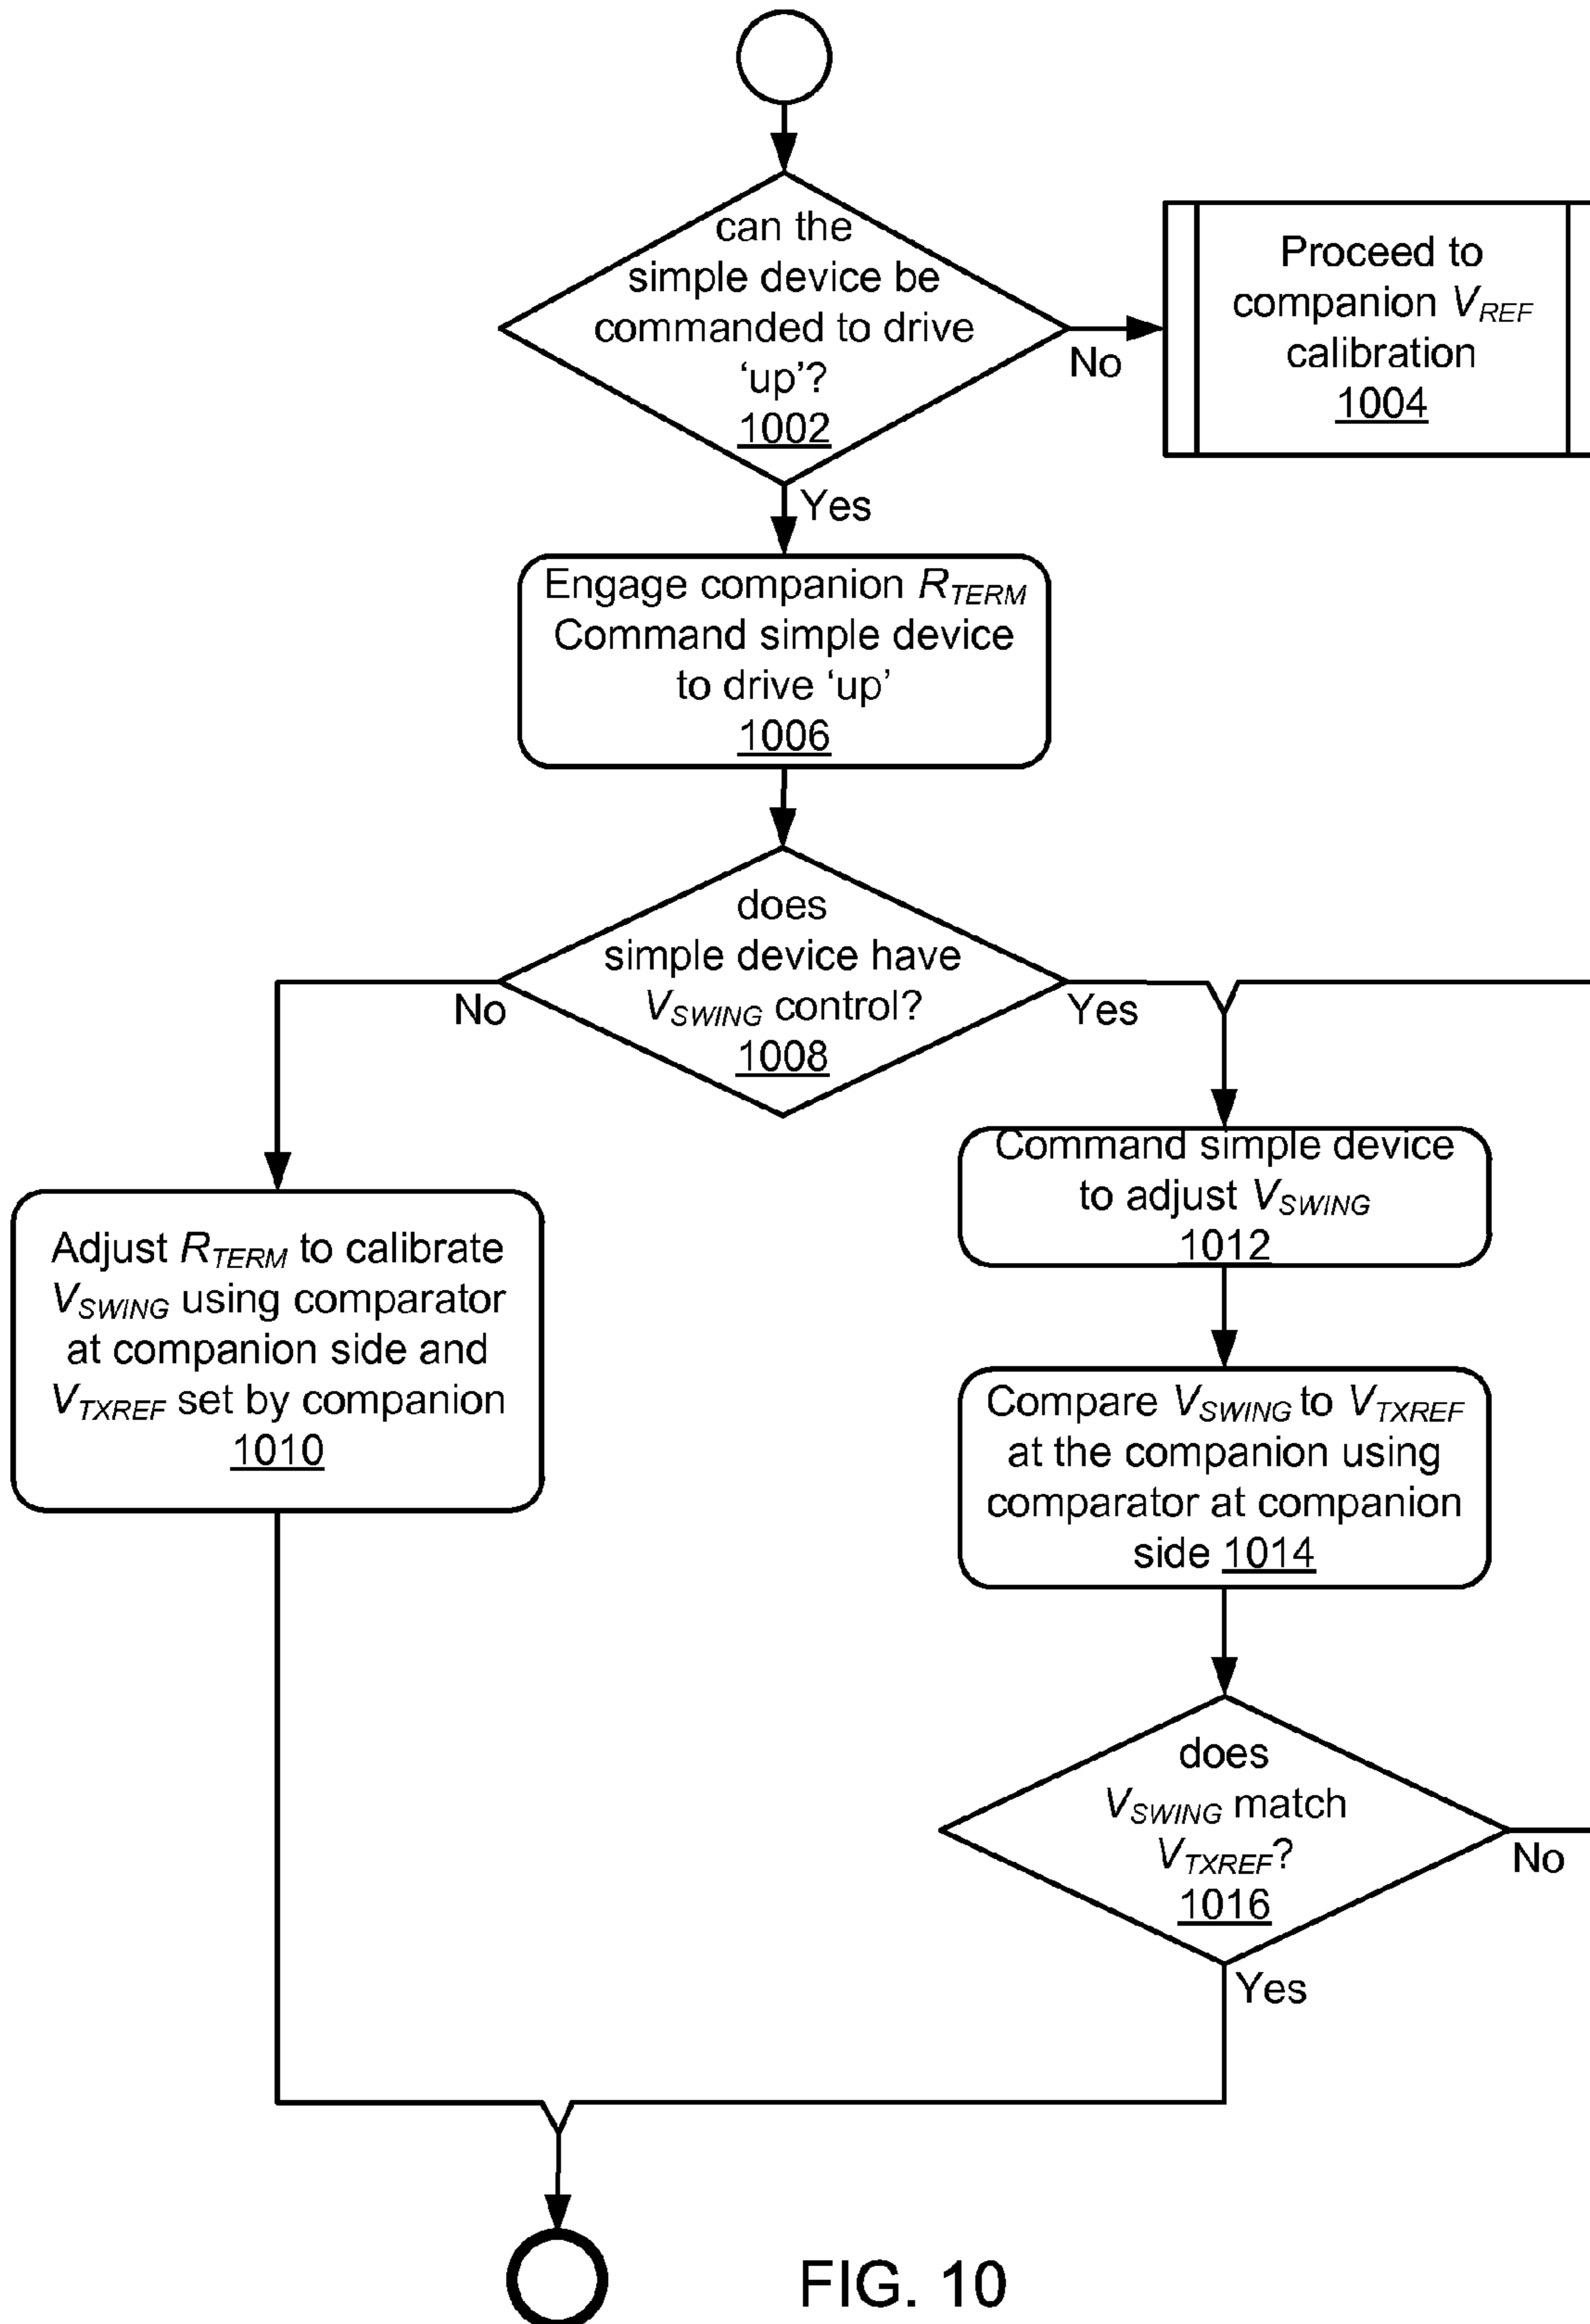 can the
simple device be
commanded to drive
‘up’?
1002
No
Proceed to
companion VREF
calibration
1004
Yes
Engage companion RTERM
Command simple device
to drive ‘up’
1006
does
simple device have
VSWING control?
1008
No
Yes
Adjust RTERM to calibrate
VSWING using comparator
at companion side and
VTXREF set by companion
1010
Command simple device
to adjust VSWING
1012
Compare VSWING to VTXREF
at the companion using
comparator at companion
side 1014
does
VSWING match
VTXREF?
1016
No
Yes
FIG. 10